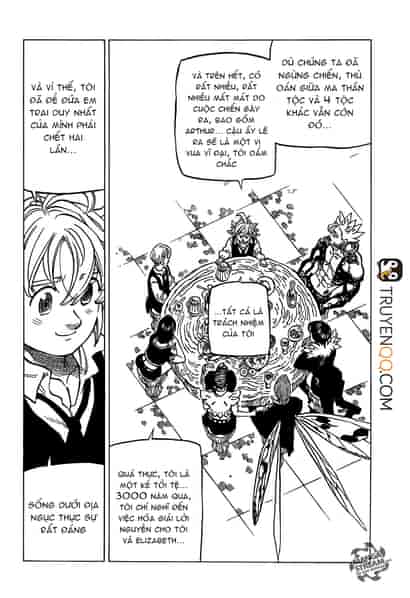 DÙ CHÚNG TA ĐÃ
NGỪNG CHIẾN, THÙ
OÁN GIỮA MA THẦN
TỘC VÀ 4 TỘC
KHÁC VẪN CÒN
ĐÓ...
VÀ TRÊN HẾT, CÓ
RẤT NHIỀU, RẤT
NHIỀU MẤT MÁT DO
CUỘC CHIẾN GÂY
RA, BAO GỒM
ARTHUR... CẬU ẤY LẼ
RA SẼ LÀ MỘT VỊ
VUA VĨ ĐẠI, TÔI DÁM
CHẮC
...TẤT CẢ LÀ
TRÁCH NHIỆM
CỦA TÔI
QUẢ THỰC, TÔI LÀ
MỘT KẺ TỒI TỆ...
3000 NĂM QUA,
TÔI CHỈ NGHĨ ĐẾN
VIỆC HÓA GIẢI LỜI
NGUYỀN CHO TÔI
VÀ ELIZABETH...
VÀ VÌ THẾ, TÔI
ĐÃ ĐỂ ĐỨA EM
TRAI DUY NHẤT
CỦA MÌNH PHẢI
CHẾT HAI
LẦN...
SỐNG DƯỚI ĐỊA
NGỤC THỰC SỰ
RẤT ĐẮNG
TRUYENQQ.COM
MANGA
STREAM